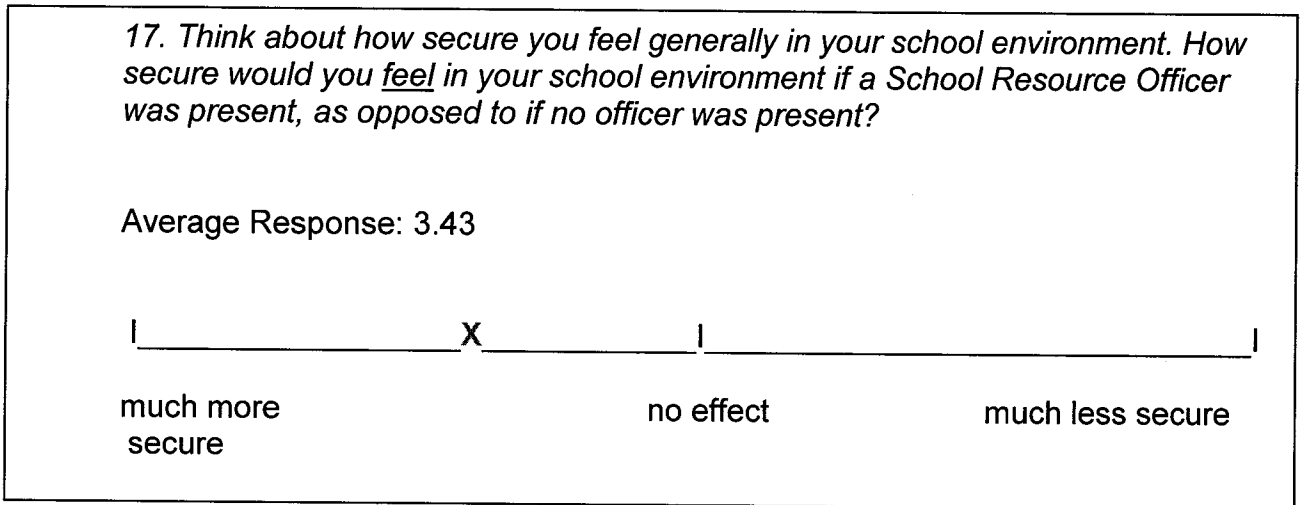 17. Think about how secure you feel generally in your school environment. How
secure would you feel in your school environment if a School Resource Officer
was present, as opposed to if no officer was present?
Average Response: 3.43
I____________________X_____________I__________________________________I
much more secure
no effect
much less secure